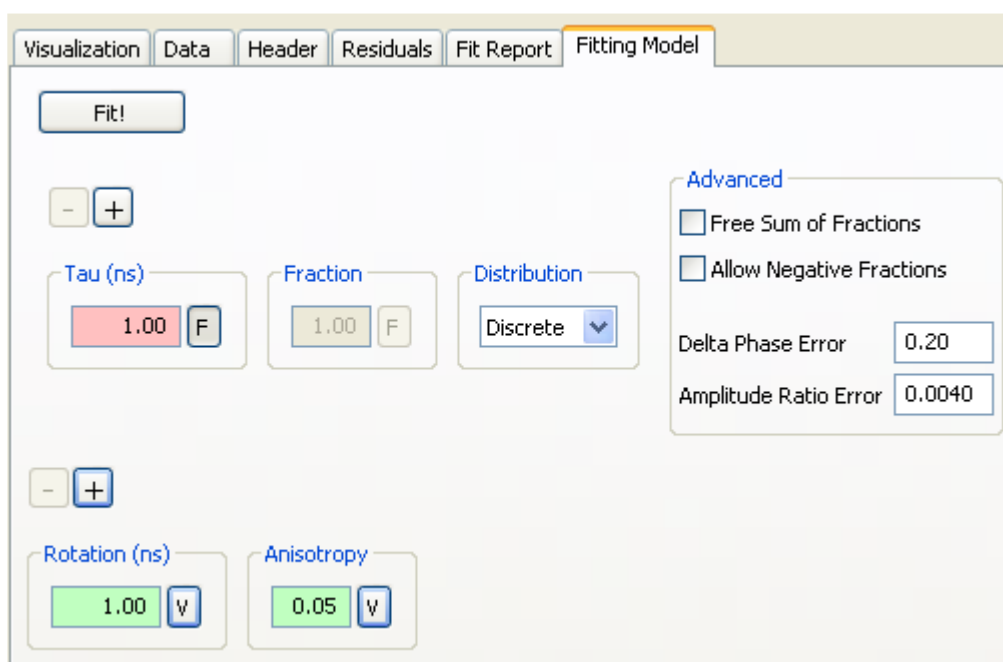 Visualization Data Header Residuals Fit Report Fitting Model
Fit!
- +
Advanced
Free Sum of Fractions
Allow Negative Fractions
Delta Phase Error 0.20
Amplitude Ratio Error 0.0040
Tau (ns) Fraction Distribution
1.00 F 1.00 F Discrete
- +
Rotation (ns) Anisotropy
1.00 V 0.05 V